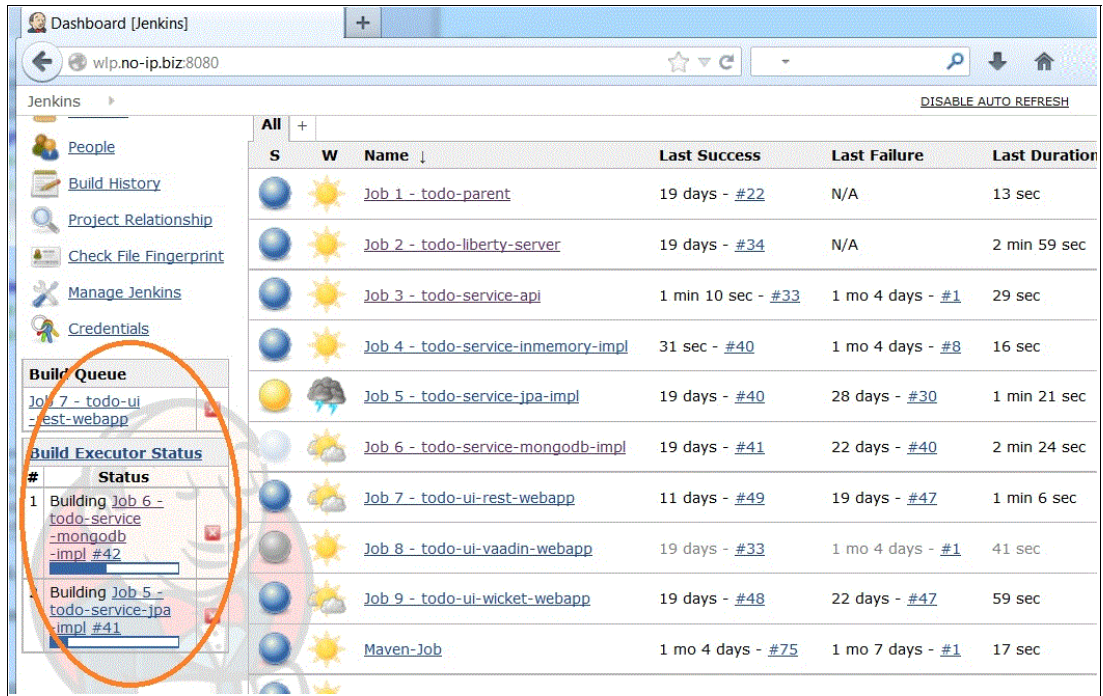 Dashboard [Jenkins]
+
wlp.no-ip.biz:8080
Jenkins
DISABLE AUTO REFRESH
People
Build History
Project Relationship
Check File Fingerprint
Manage Jenkins
Credentials
Build Queue
Job 7 - todo-ui
-rest-webapp
Build Executor Status
# Status
1 Building Job 6 -
todo-service
-mongodb
-impl #42
Building Job 5 -
todo-service-jpa
-impl #41
All +
S W Name ↓ Last Success Last Failure Last Duration
Job 1 - todo-parent 19 days - #22 N/A 13 sec
Job 2 - todo-liberty-server 19 days - #34 N/A 2 min 59 sec
Job 3 - todo-service-api 1 min 10 sec - #33 1 mo 4 days - #1 29 sec
Job 4 - todo-service-inmemory-impl 31 sec - #40 1 mo 4 days - #8 16 sec
Job 5 - todo-service-jpa-impl 19 days - #40 28 days - #30 1 min 21 sec
Job 6 - todo-service-mongodb-impl 19 days - #41 22 days - #40 2 min 24 sec
Job 7 - todo-ui-rest-webapp 11 days - #49 19 days - #47 1 min 6 sec
Job 8 - todo-ui-vaadin-webapp 19 days - #33 1 mo 4 days - #1 41 sec
Job 9 - todo-ui-wicket-webapp 19 days - #48 22 days - #47 59 sec
Maven-Job 1 mo 4 days - #75 1 mo 7 days - #1 17 sec